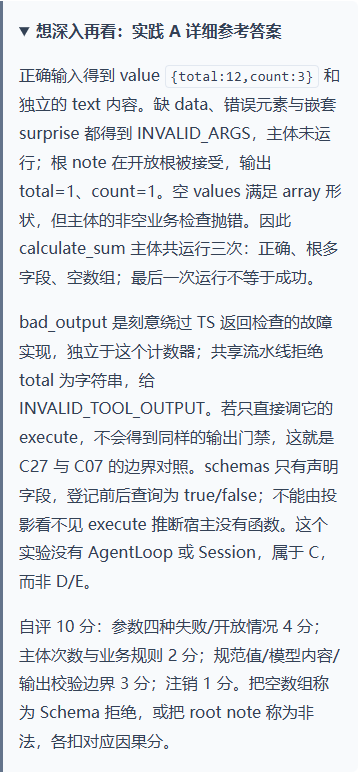 ▼ 想深入再看：实践 A 详细参考答案
正确输入得到 value {total:12,count:3} 和
独立的 text 内容。缺 data、错误元素与嵌套
surprise 都得到 INVALID_ARGS，主体未运
行；根 note 在开放根被接受，输出
total=1、count=1。空 values 满足 array 形
状，但主体的非空业务检查抛错。因此
calculate_sum 主体共运行三次：正确、根多
字段、空数组；最后一次运行不等于成功。
bad_output 是刻意绕过 TS 返回检查的故障
实现，独立于这个计数器；共享流水线拒绝
total 为字符串，给
INVALID_TOOL_OUTPUT。若只直接调它的
execute，不会得到同样的输出门禁，这就是
C27 与 C07 的边界对照。schemas 只有声明
字段，登记前后查询为 true/false；不能由投
影看不见 execute 推断宿主没有函数。这个
实验没有 AgentLoop 或 Session，属于 C，
而非 D/E。
自评 10 分：参数四种失败/开放情况 4 分；
主体次数与业务规则 2 分；规范值/模型内容/
输出校验边界 3 分；注销 1 分。把空数组称
为 Schema 拒绝，或把 root note 称为非
法，各扣对应因果分。